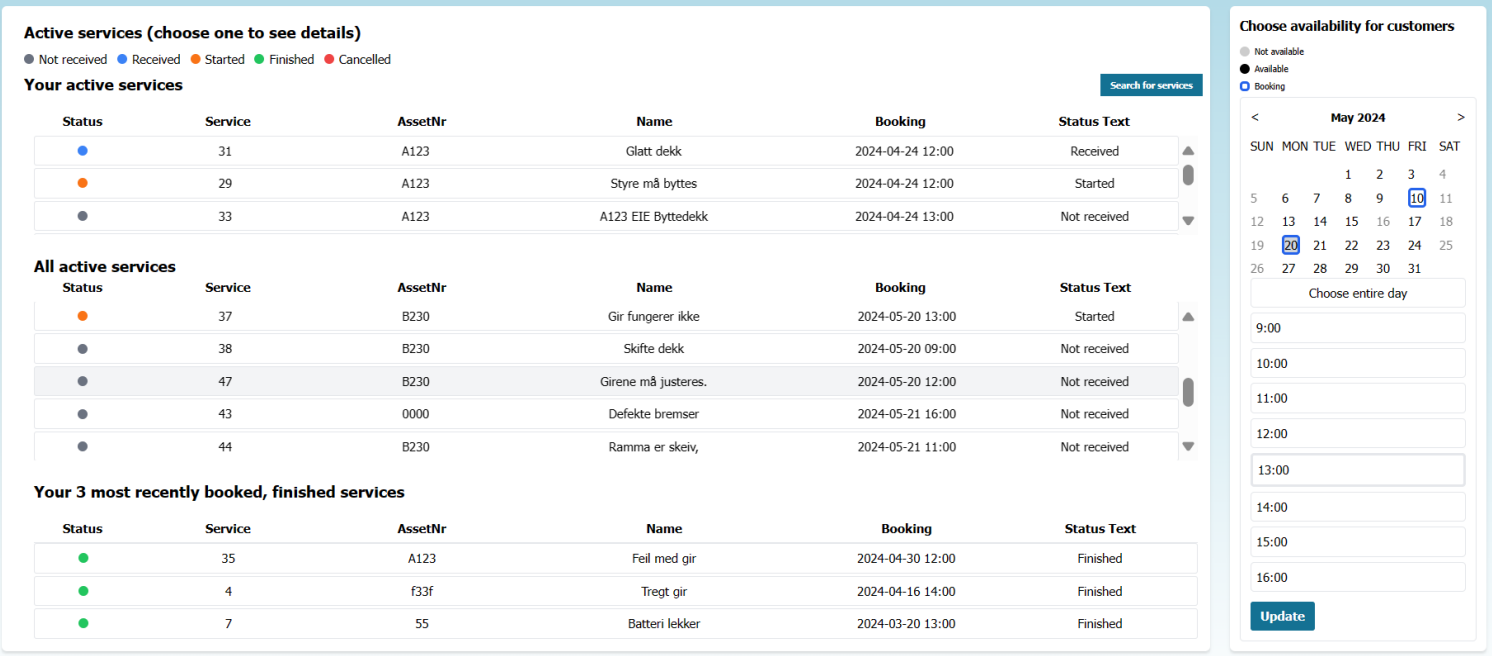 Active services (choose one to see details)
Not received Received Started Finished Cancelled
Your active services
Search for services
Status Service AssetNr Name Booking Status Text
31 A123 Glatt dekk 2024-04-24 12:00 Received
29 A123 Styre må byttes 2024-04-24 12:00 Started
33 A123 A123 EIE Byttedekk 2024-04-24 13:00 Not received
All active services
Status Service AssetNr Name Booking Status Text
37 B230 Gir fungerer ikke 2024-05-20 13:00 Started
38 B230 Skifte dekk 2024-05-20 09:00 Not received
47 B230 Girene må justeres. 2024-05-20 12:00 Not received
43 0000 Defekte bremser 2024-05-21 16:00 Not received
44 B230 Ramma er skeiv, 2024-05-21 11:00 Not received
Your 3 most recently booked, finished services
Status Service AssetNr Name Booking Status Text
35 A123 Feil med gir 2024-04-30 12:00 Finished
4 f33f Tregt gir 2024-04-16 14:00 Finished
7 55 Batteri lekker 2024-03-20 13:00 Finished
Choose availability for customers
Not available
Available
Booking
< May 2024 >
SUN MON TUE WED THU FRI SAT
1 2 3 4
5 6 7 8 9 10 11
12 13 14 15 16 17 18
19 20 21 22 23 24 25
26 27 28 29 30 31
Choose entire day
9:00
10:00
11:00
12:00
13:00
14:00
15:00
16:00
Update